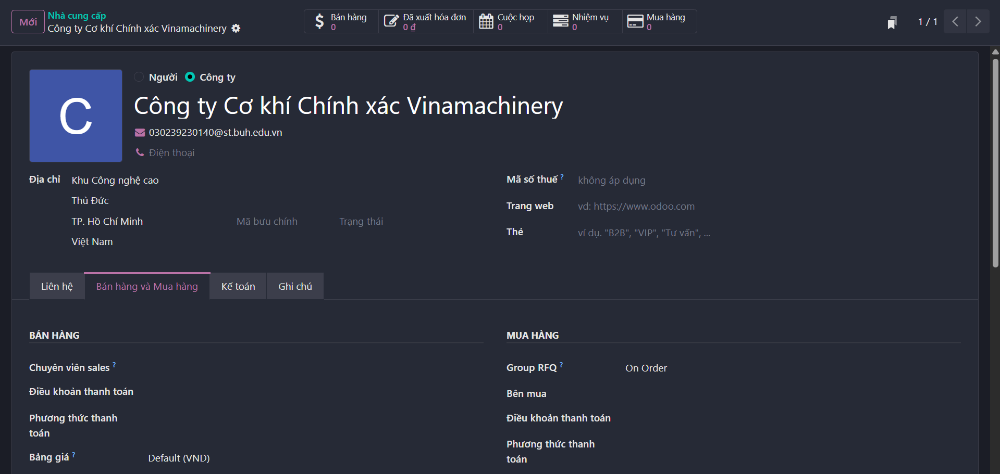 Mới
Nhà cung cấp
Công ty Cơ khí Chính xác Vinamachinery
Bán hàng
0
Đã xuất hóa đơn
0 ₫
Cuộc họp
0
Nhiệm vụ
0
Mua hàng
0
1 / 1
C
Người
Công ty
Công ty Cơ khí Chính xác Vinamachinery
030239230140@st.buh.edu.vn
Điện thoại
Địa chỉ
Khu Công nghệ cao
Thủ Đức
TP. Hồ Chí Minh
Mã bưu chính
Trạng thái
Việt Nam
Mã số thuế ?
không áp dụng
Trang web
vd: https://www.odoo.com
Thẻ
ví dụ. "B2B", "VIP", "Tư vấn", ...
Liên hệ
Bán hàng và Mua hàng
Kế toán
Ghi chú
BÁN HÀNG
Chuyên viên sales ?
Điều khoản thanh toán
Phương thức thanh
toán
Bảng giá ?
Default (VND)
MUA HÀNG
Group RFQ ?
On Order
Bên mua
Điều khoản thanh toán
Phương thức thanh
toán